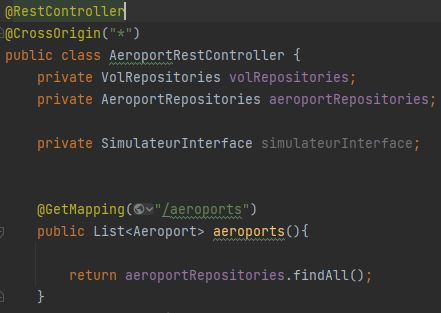 @RestController
@CrossOrigin("*")
public class AeroportRestController {
private VolRepositories volRepositories;
private AeroportRepositories aeroportRepositories;
private SimulateurInterface simulateurInterface;
@GetMapping("/aeroports")
public List<Aeroport> aeroports(){
return aeroportRepositories.findAll();
}